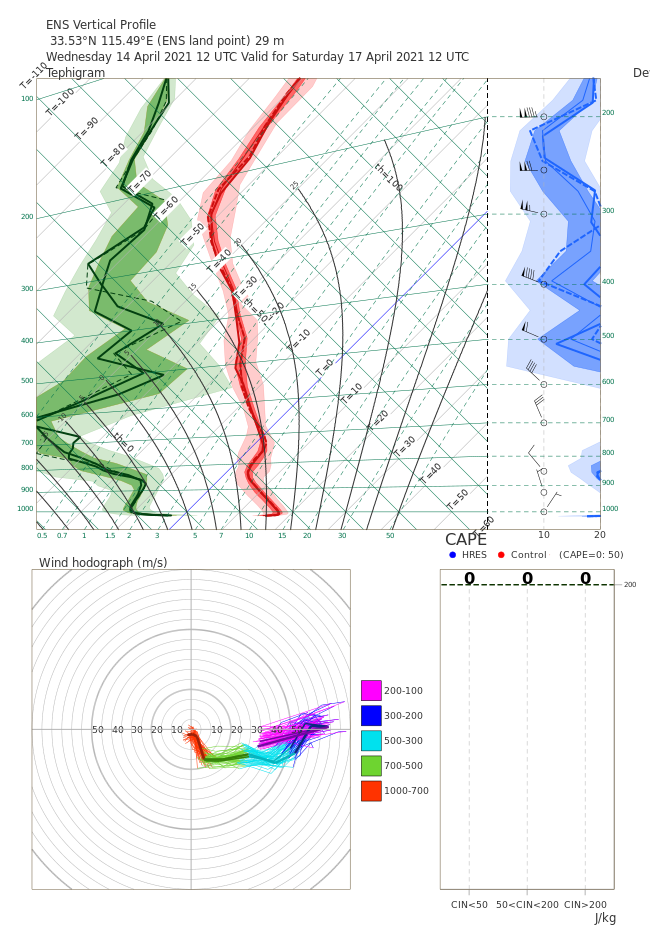 ENS Vertical Profile
33.53°N 115.49°E (ENS land point) 29 m
Wednesday 14 April 2021 12 UTC Valid for Saturday 17 April 2021 12 UTC
Tephigram
De
T=-110
T=-100
T=-90
T=-80
T=-70
T=-60
T=-50
T=-40
T=-30
T=-20
T=-10
T=0
T=10
T=20
T=30
T=40
T=50
T=60
th=100
th=50
th=0
25
20
15
10
100
200
300
400
500
600
700
800
900
1000
200
300
400
500
600
700
800
900
1000
0.5 0.7 1 1.5 2 3 5 7 10 15 20 30 50
10 20
CAPE
HRES Control (CAPE=0: 50)
0 0 0
200
CIN<50 50<CIN<200 CIN>200
J/kg
Wind hodograph (m/s)
50 40 30 20 10 10 20 30 40 50
200-100
300-200
500-300
700-500
1000-700